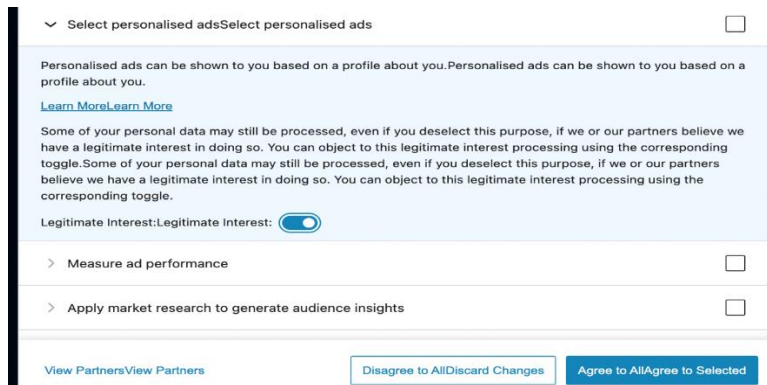 Select personalised adsSelect personalised ads
Personalised ads can be shown to you based on a profile about you.Personalised ads can be shown to you based on a
profile about you.
Learn MoreLearn More
Some of your personal data may still be processed, even if you deselect this purpose, if we or our partners believe we
have a legitimate interest in doing so. You can object to this legitimate interest processing using the corresponding
toggle.Some of your personal data may still be processed, even if you deselect this purpose, if we or our partners
believe we have a legitimate interest in doing so. You can object to this legitimate interest processing using the
corresponding toggle.
Legitimate Interest:Legitimate Interest:
Measure ad performance
Apply market research to generate audience insights
View PartnersView Partners
Disagree to AllDiscard Changes
Agree to AllAgree to Selected